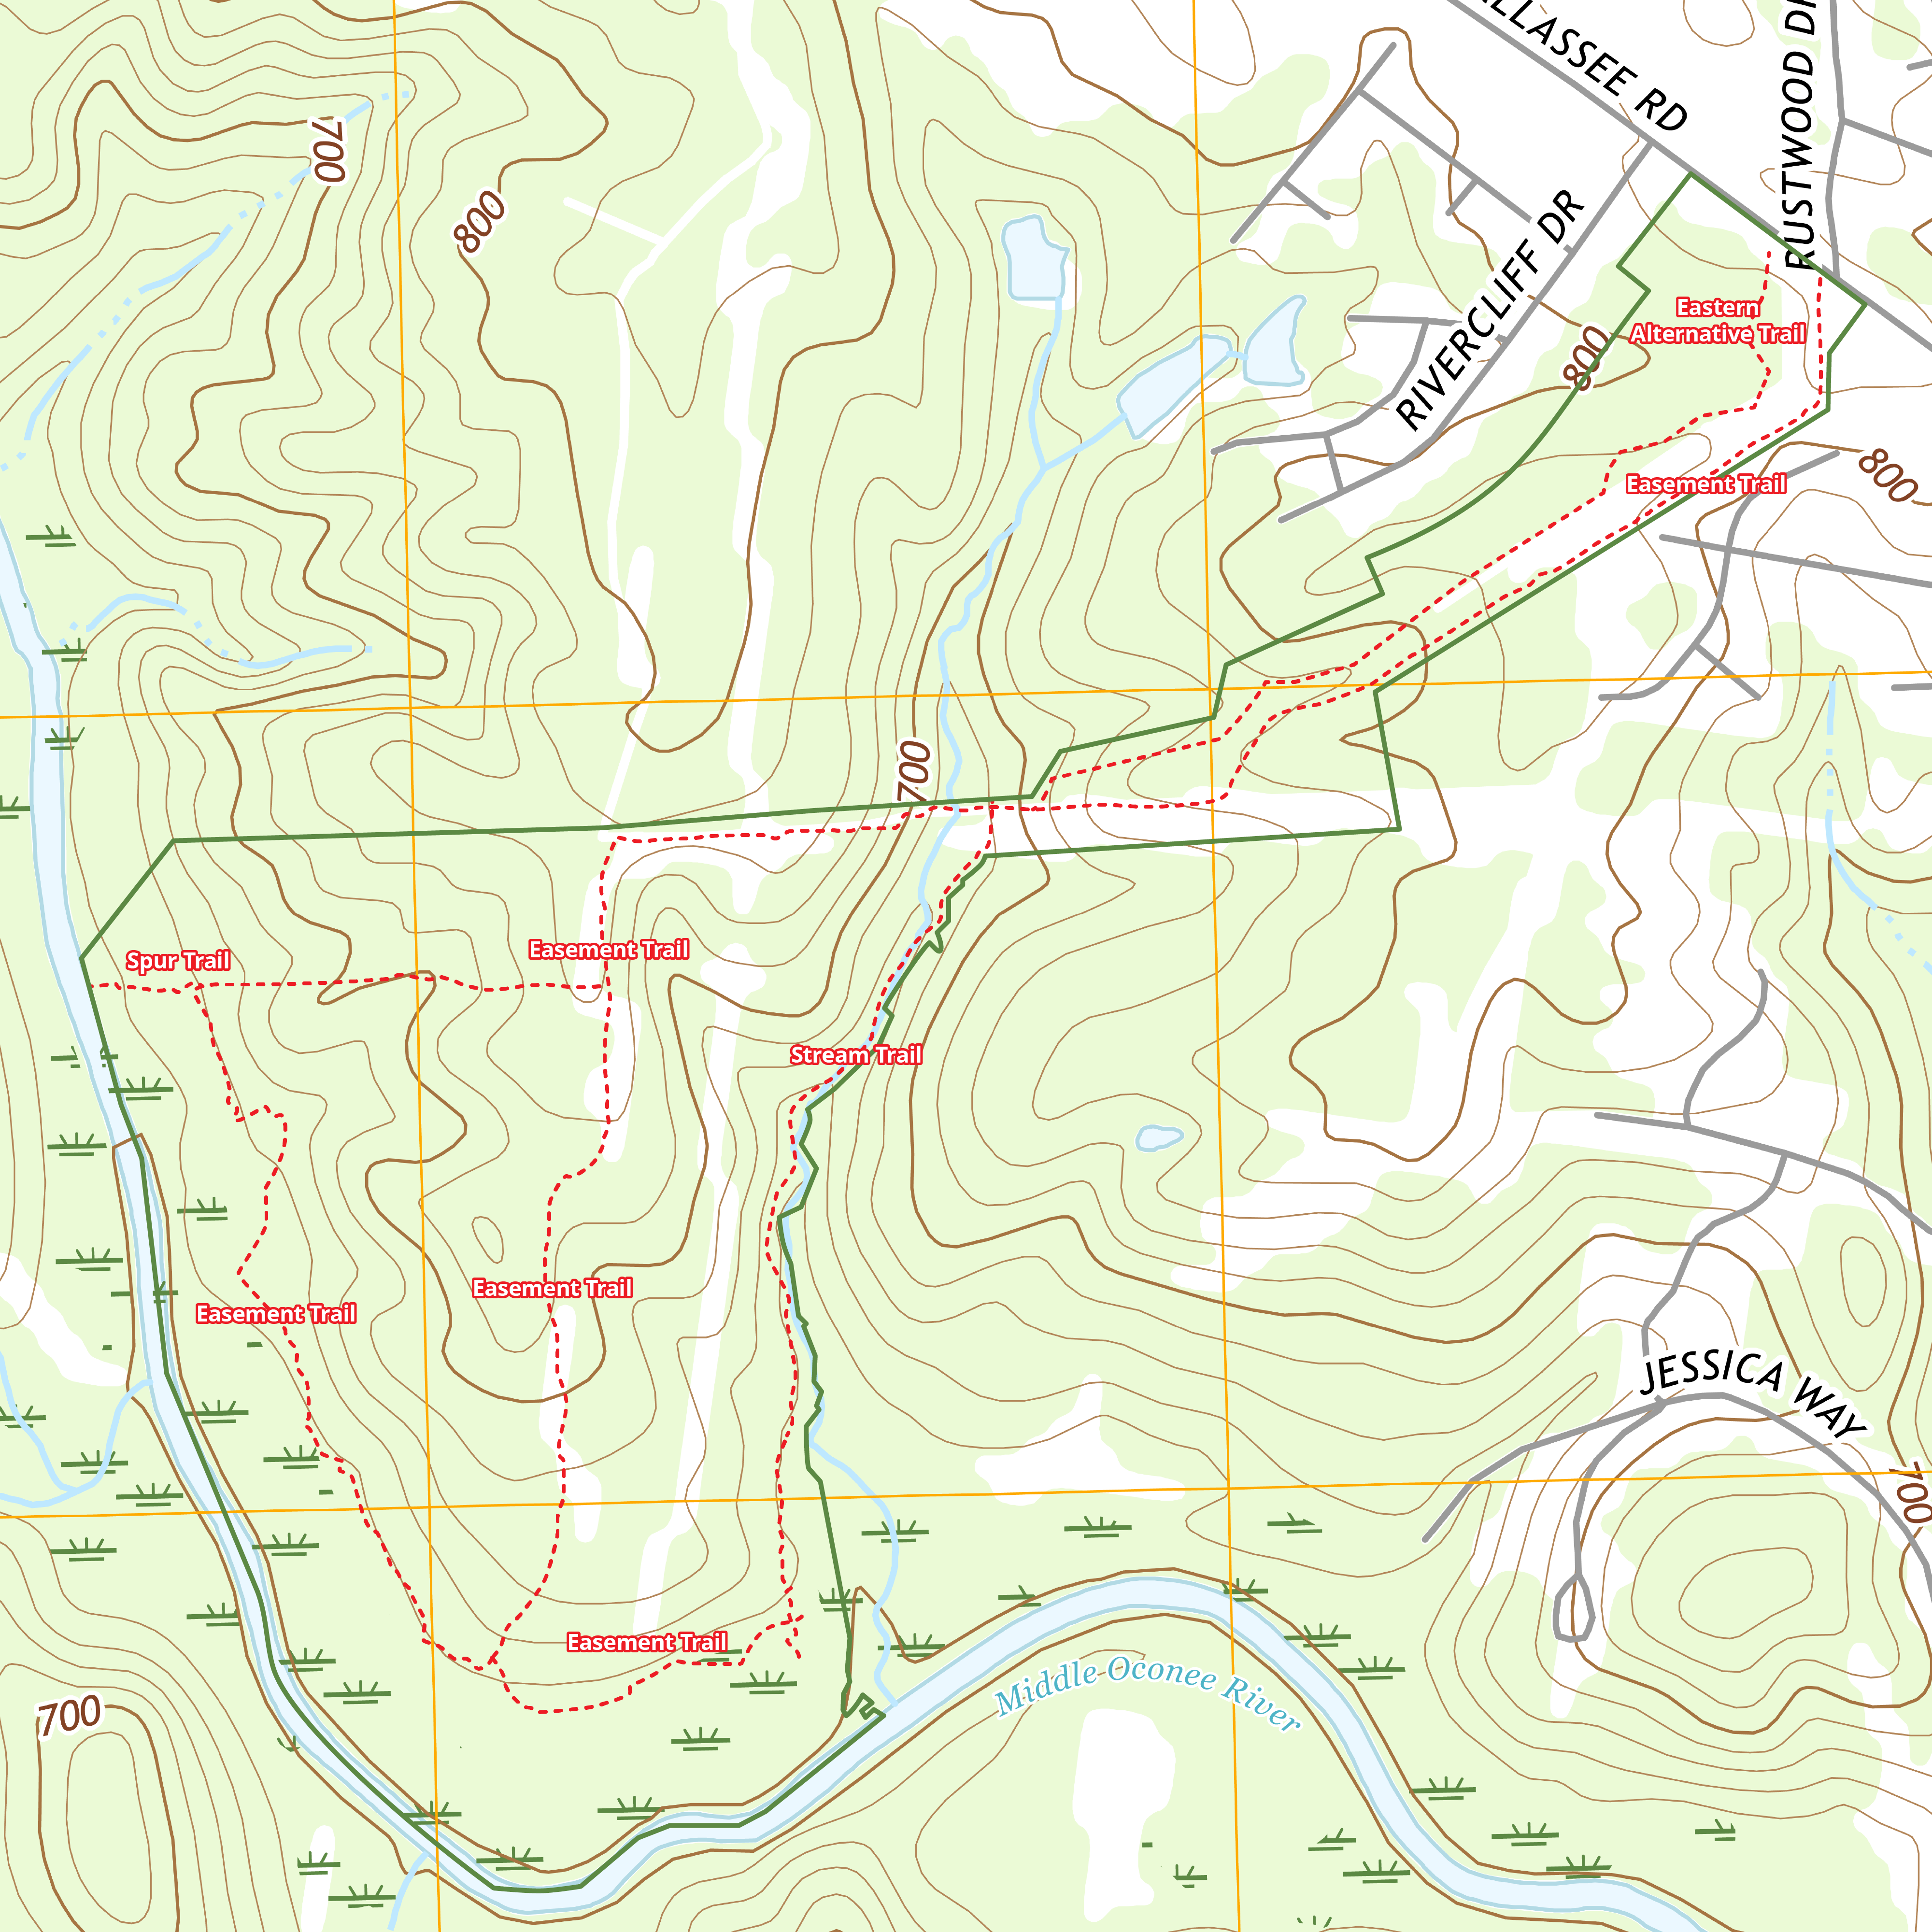 ALLASSEE RD
RUSTWOOD DR
700
800
RIVERCLIFF DR
Eastern
Alternative Trail
800
Easement Trail
800
700
Spur Trail
Easement Trail
Stream Trail
Easement Trail
Easement Trail
JESSICA WAY
700
Easement Trail
Middle Oconee River
700